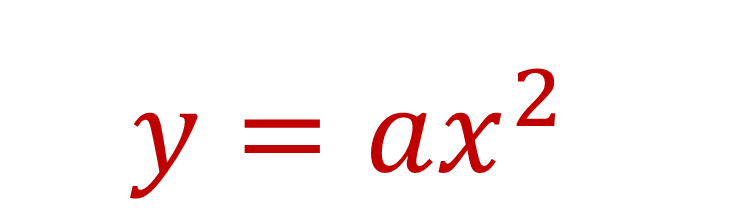 y = ax²